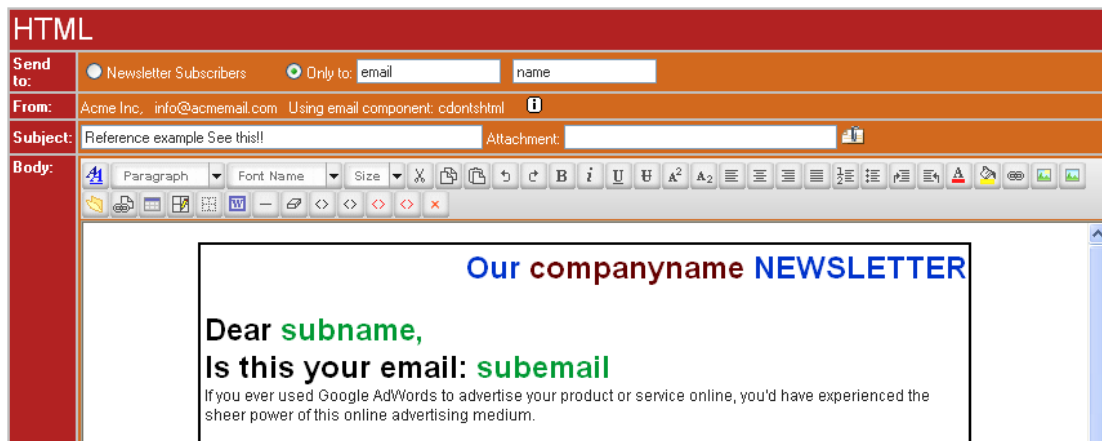 HTML
Send to:
Newsletter Subscribers Only to: email name
From: Acme Inc, info@acmemail.com Using email component: cdontshtml
Subject: Reference example See this!! Attachment:
Body:
Paragraph Font Name Size B i U A² A₂
Our companyname NEWSLETTER
Dear subname,
Is this your email: subemail
If you ever used Google AdWords to advertise your product or service online, you'd have experienced the
sheer power of this online advertising medium.